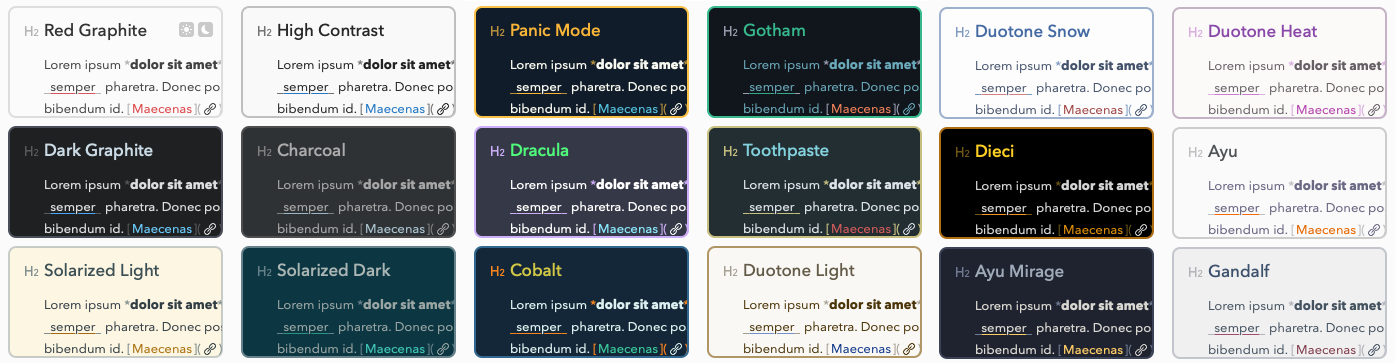 H2 Red Graphite
Lorem ipsum *dolor sit amet*
semper pharetra. Donec po
bibendum id. [Maecenas](
H2 High Contrast
Lorem ipsum *dolor sit amet*
semper pharetra. Donec po
bibendum id. [Maecenas](
H2 Panic Mode
Lorem ipsum *dolor sit amet*
semper pharetra. Donec po
bibendum id. [Maecenas](
H2 Gotham
Lorem ipsum *dolor sit amet*
semper pharetra. Donec po
bibendum id. [Maecenas](
H2 Duotone Snow
Lorem ipsum *dolor sit amet*
semper pharetra. Donec po
bibendum id. [Maecenas](
H2 Duotone Heat
Lorem ipsum *dolor sit amet*
semper pharetra. Donec po
bibendum id. [Maecenas](
H2 Dark Graphite
Lorem ipsum *dolor sit amet*
semper pharetra. Donec po
bibendum id. [Maecenas](
H2 Charcoal
Lorem ipsum *dolor sit amet*
semper pharetra. Donec po
bibendum id. [Maecenas](
H2 Dracula
Lorem ipsum *dolor sit amet*
semper pharetra. Donec po
bibendum id. [Maecenas](
H2 Toothpaste
Lorem ipsum *dolor sit amet*
semper pharetra. Donec po
bibendum id. [Maecenas](
H2 Dieci
Lorem ipsum *dolor sit amet*
semper pharetra. Donec po
bibendum id. [Maecenas](
H2 Ayu
Lorem ipsum *dolor sit amet*
semper pharetra. Donec po
bibendum id. [Maecenas](
H2 Solarized Light
Lorem ipsum *dolor sit amet*
semper pharetra. Donec po
bibendum id. [Maecenas](
H2 Solarized Dark
Lorem ipsum *dolor sit amet*
semper pharetra. Donec po
bibendum id. [Maecenas](
H2 Cobalt
Lorem ipsum *dolor sit amet*
semper pharetra. Donec po
bibendum id. [Maecenas](
H2 Duotone Light
Lorem ipsum *dolor sit amet*
semper pharetra. Donec po
bibendum id. [Maecenas](
H2 Ayu Mirage
Lorem ipsum *dolor sit amet*
semper pharetra. Donec po
bibendum id. [Maecenas](
H2 Gandalf
Lorem ipsum *dolor sit amet*
semper pharetra. Donec po
bibendum id. [Maecenas](